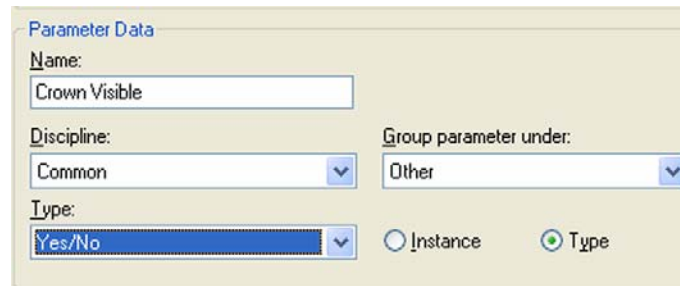 Parameter Data
Name:
Crown Visible
Discipline:
Group parameter under:
Common
Other
Type:
Yes/No
Instance
Type